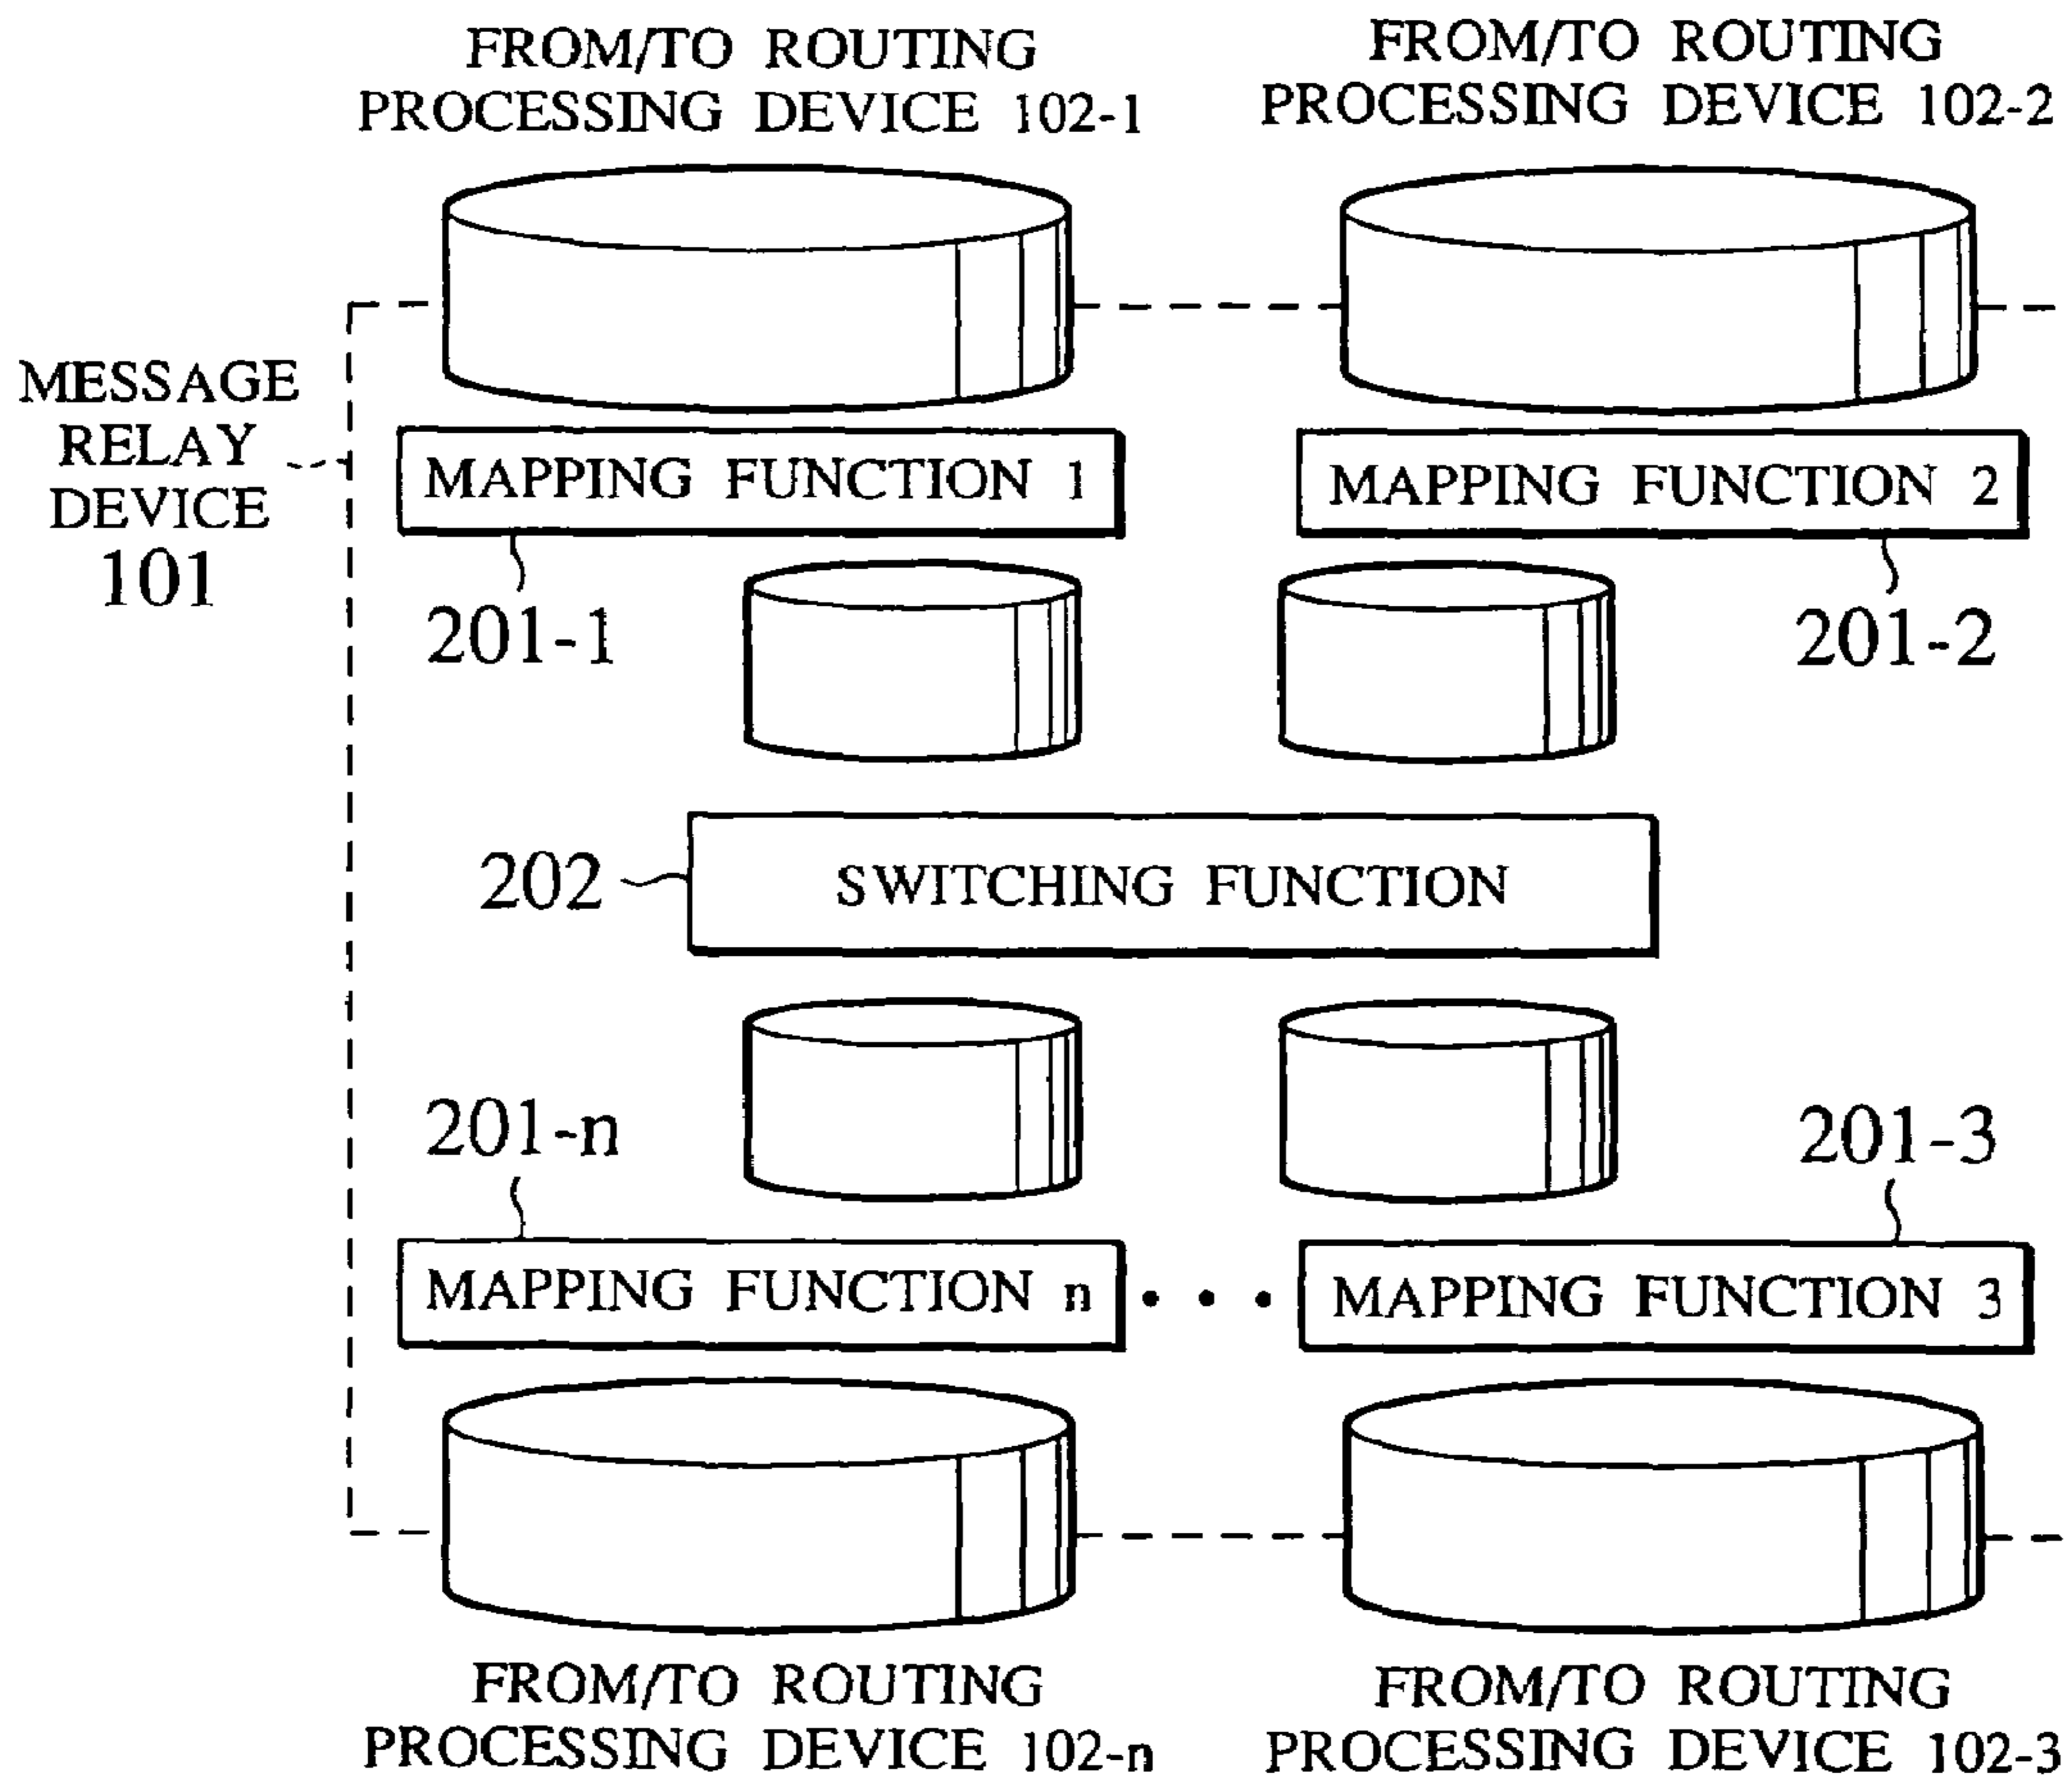 FROM/TO ROUTING
PROCESSING DEVICE 102-1
FROM/TO ROUTING
PROCESSING DEVICE 102-2
MESSAGE
RELAY
DEVICE
101
MAPPING FUNCTION 1
MAPPING FUNCTION 2
201-1
201-2
202
SWITCHING FUNCTION
201-n
201-3
MAPPING FUNCTION n
• • •
MAPPING FUNCTION 3
FROM/TO ROUTING
PROCESSING DEVICE 102-n
FROM/TO ROUTING
PROCESSING DEVICE 102-3